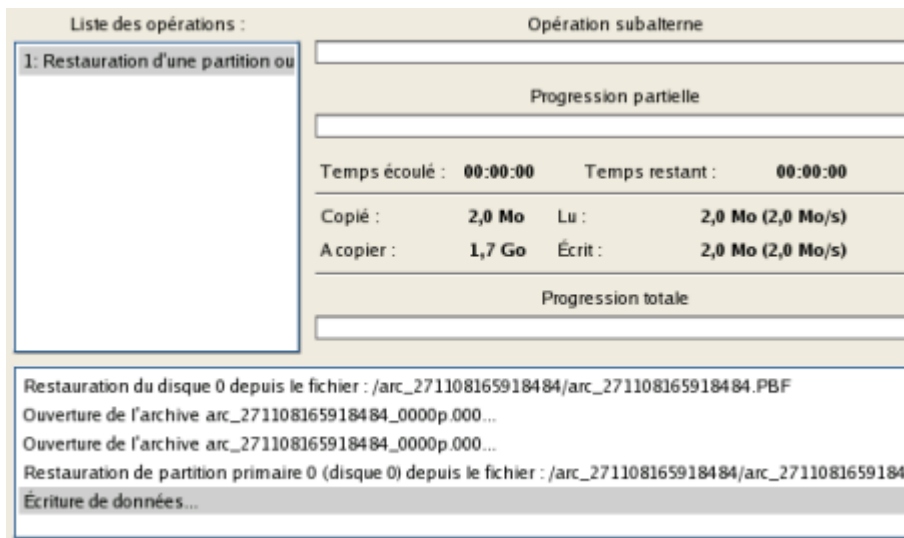 Liste des opérations :
Opération subalterne
1: Restauration d'une partition ou
Progression partielle
Temps écoulé : 00:00:00 Temps restant : 00:00:00
Copié : 2,0 Mo Lu : 2,0 Mo (2,0 Mo/s)
A copier : 1,7 Go Écrit : 2,0 Mo (2,0 Mo/s)
Progression totale
Restauration du disque 0 depuis le fichier : /arc_271108165918484/arc_271108165918484.PBF
Ouverture de l'archive arc_271108165918484_0000p.000...
Ouverture de l'archive arc_271108165918484_0000p.000...
Restauration de partition primaire 0 (disque 0) depuis le fichier : /arc_271108165918484/arc_2711081659184
Écriture de données...